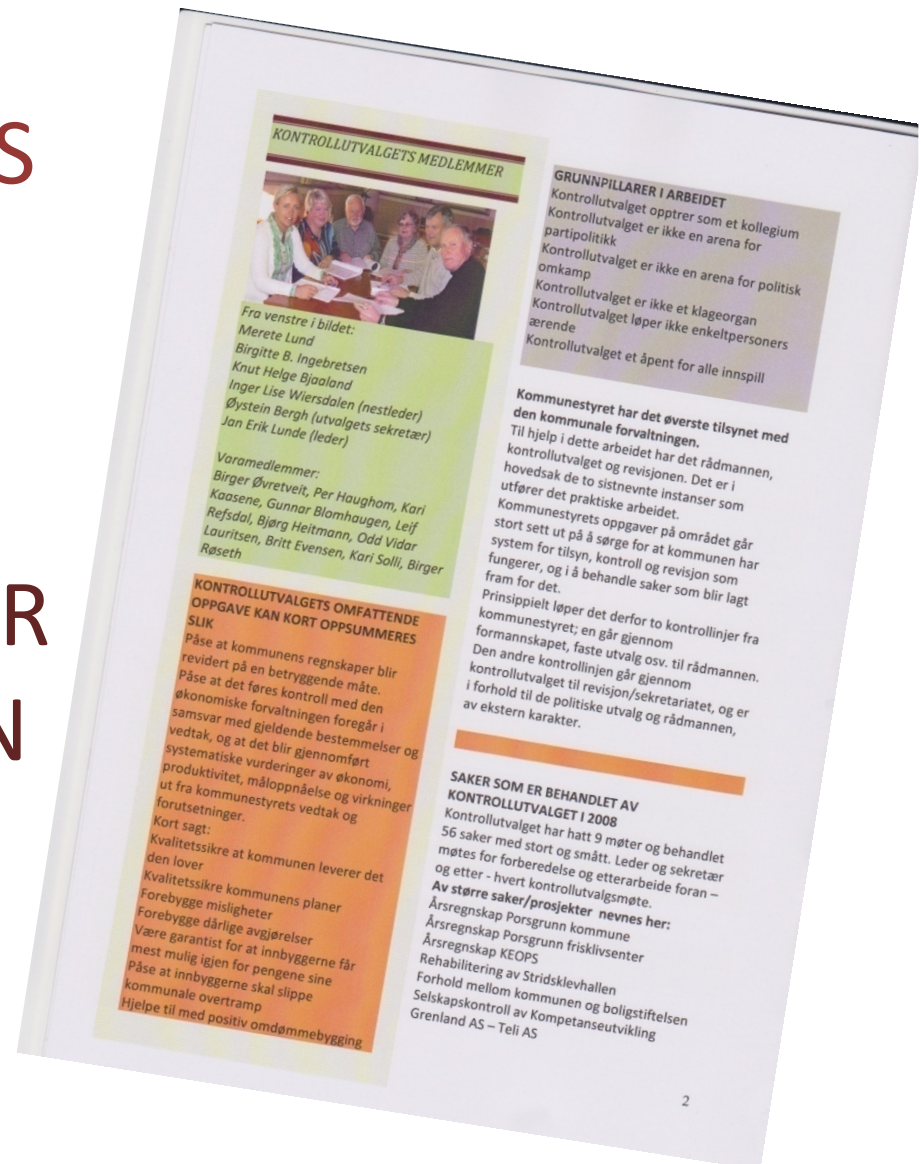 S
R
N
KONTROLLUTVALGETS MEDLEMMER
Fra venstre i bildet:
Merete Lund
Birgitte B. Ingebretsen
Knut Helge Bjaaland
Inger Lise Wiersdalen (nestleder)
Øystein Bergh (utvalgets sekretær)
Jan Erik Lunde (leder)
Varamedlemmer:
Birger Øvretveit, Per Haughom, Kari
Kaasene, Gunnar Blomhaugen, Leif
Refsdal, Bjørg Heitmann, Odd Vidar
Lauritsen, Britt Evensen, Kari Solli, Birger
Røseth
KONTROLLUTVALGETS OMFATTENDE
OPPGAVE KAN KORT OPPSUMMERES
SLIK
Påse at kommunens regnskaper blir
revidert på en betryggende måte.
Påse at det føres kontroll med den
økonomiske forvaltningen foregår i
samsvar med gjeldende bestemmelser og
vedtak, og at det blir gjennomført
systematiske vurderinger av økonomi,
produktivitet, måloppnåelse og virkninger
ut fra kommunestyrets vedtak og
forutsetninger.
Kort sagt:
Kvalitetssikre at kommunen leverer det
den lover
Kvalitetssikre kommunens planer
Forebygge misligheter
Forebygge dårlige avgjørelser
Være garantist for at innbyggerne får
mest mulig igjen for pengene sine
Påse at innbyggerne skal slippe
kommunale overtramp
Hjelpe til med positiv omdømmebygging
GRUNNPILLARER I ARBEIDET
Kontrollutvalget opptrer som et kollegium
Kontrollutvalget er ikke en arena for
partipolitikk
Kontrollutvalget er ikke en arena for politisk
omkamp
Kontrollutvalget er ikke et klageorgan
Kontrollutvalget løper ikke enkeltpersoners
ærende
Kontrollutvalget et åpent for alle innspill
Kommunestyret har det øverste tilsynet med
den kommunale forvaltningen.
Til hjelp i dette arbeidet har det rådmannen,
kontrollutvalget og revisjonen. Det er i
hovedsak de to sistnevnte instanser som
utfører det praktiske arbeidet.
Kommunestyrets oppgaver på området går
stort sett ut på å sørge for at kommunen har
system for tilsyn, kontroll og revisjon som
fungerer, og i å behandle saker som blir lagt
fram for det.
Prinsippielt løper det derfor to kontrollinjer fra
kommunestyret; en går gjennom
formannskapet, faste utvalg osv. til rådmannen.
Den andre kontrollinjen går gjennom
kontrollutvalget til revisjon/sekretariatet, og er
i forhold til de politiske utvalg og rådmannen,
av ekstern karakter.
SAKER SOM ER BEHANDLET AV
KONTROLLUTVALGET I 2008
Kontrollutvalget har hatt 9 møter og behandlet
56 saker med stort og smått. Leder og sekretær
møtes for forberedelse og etterarbeide foran –
og etter - hvert kontrollutvalgsmøte.
Av større saker/prosjekter nevnes her:
Årsregnskap Porsgrunn kommune
Årsregnskap Porsgrunn frisklivsenter
Årsregnskap KEOPS
Rehabilitering av Stridsklevhallen
Forhold mellom kommunen og boligstiftelsen
Selskapskontroll av Kompetanseutvikling
Grenland AS – Teli AS
2